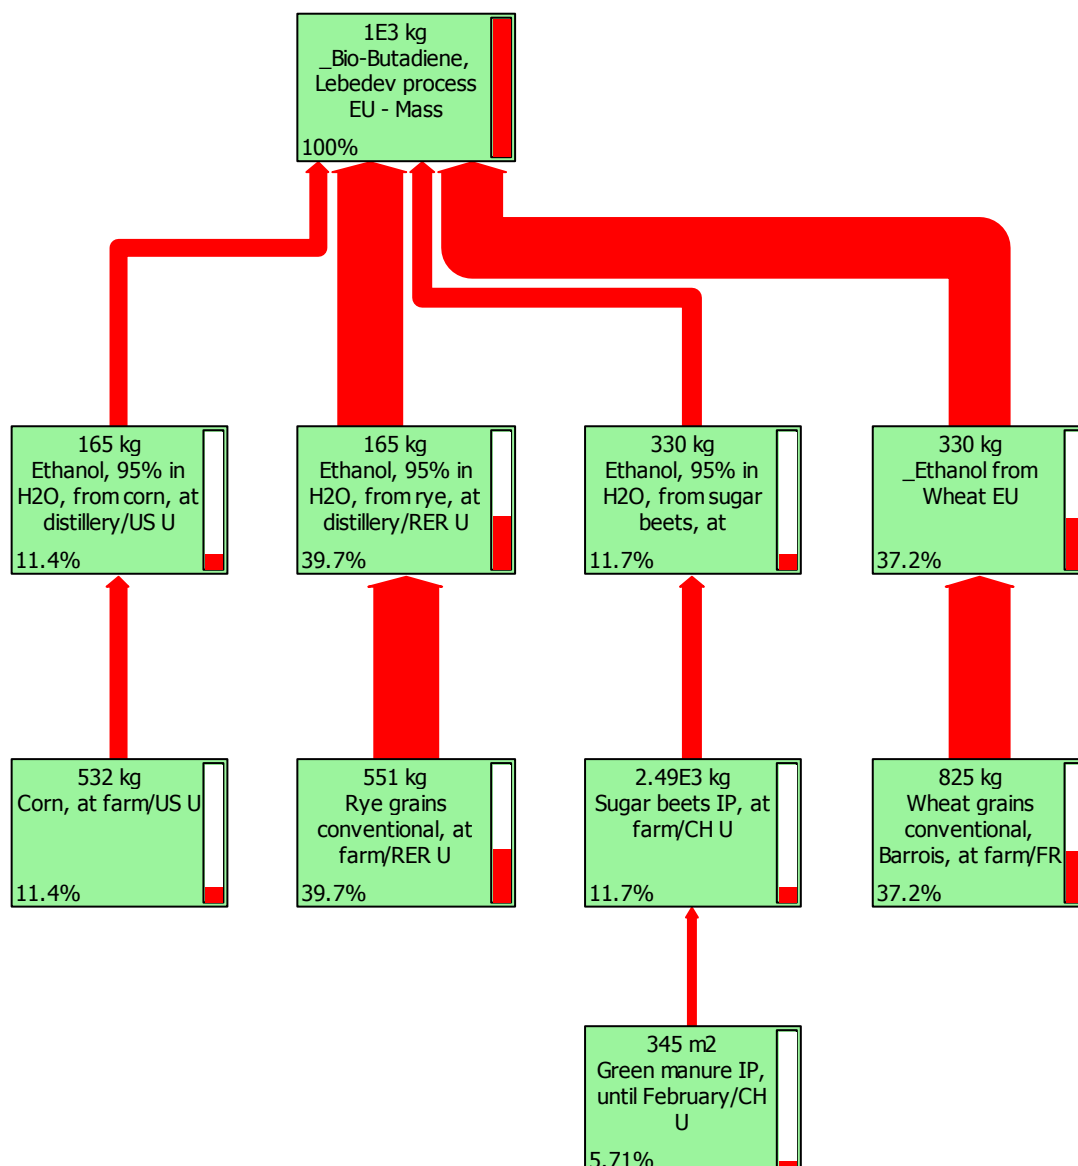 1E3 kg
_Bio-Butadiene,
Lebedev process
EU - Mass
100%
165 kg
Ethanol, 95% in
H2O, from corn, at
distillery/US U
11.4%
165 kg
Ethanol, 95% in
H2O, from rye, at
distillery/RER U
39.7%
330 kg
Ethanol, 95% in
H2O, from sugar
beets, at
11.7%
330 kg
_Ethanol from
Wheat EU
37.2%
532 kg
Corn, at farm/US U
11.4%
551 kg
Rye grains
conventional, at
farm/RER U
39.7%
2.49E3 kg
Sugar beets IP, at
farm/CH U
11.7%
825 kg
Wheat grains
conventional,
Barrois, at farm/FR
37.2%
345 m2
Green manure IP,
until February/CH
U
5.71%